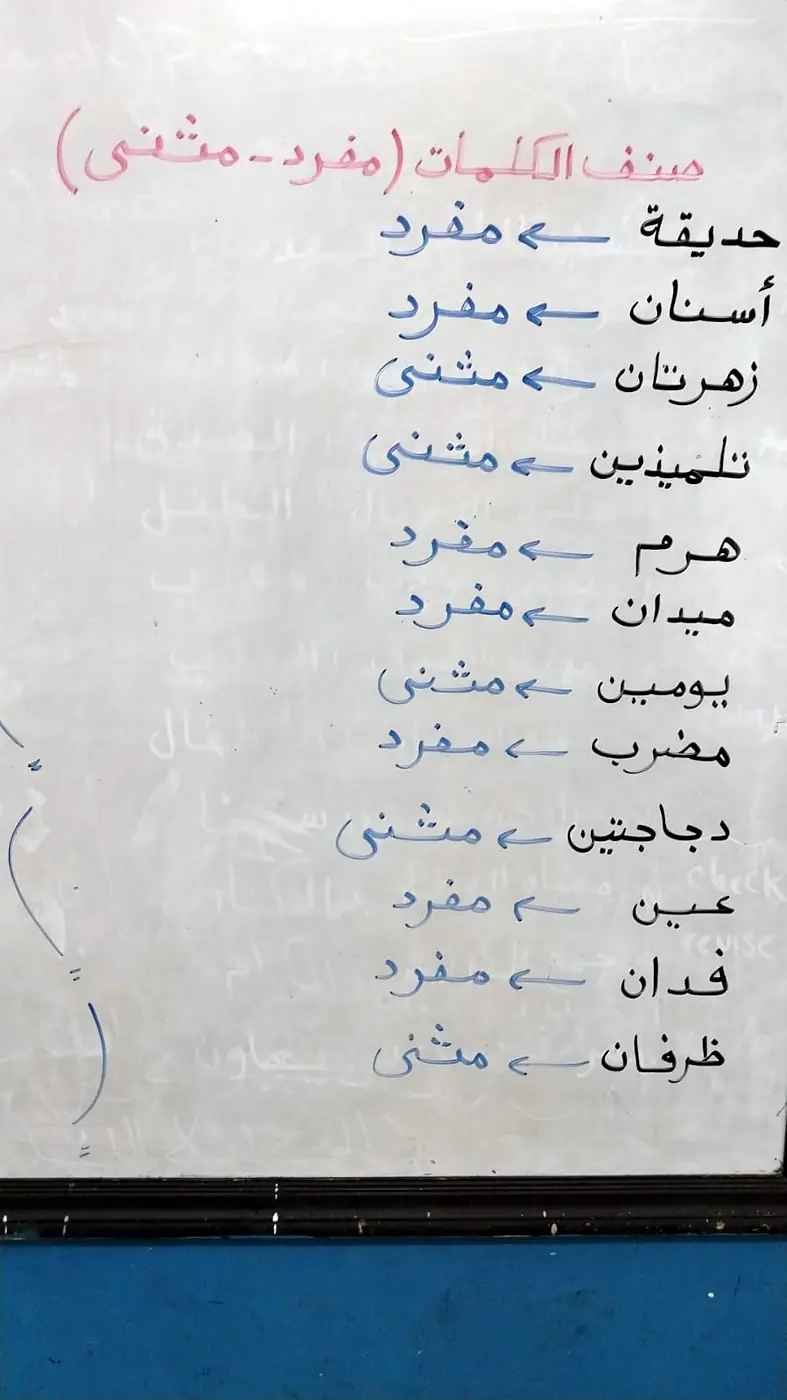 صنف الكلمات (مفرد - مثنى)
حديقة ← مفرد
أسنان ← مفرد
زهرتان ← مثنى
تلميذين ← مثنى
هرم ← مفرد
ميدان ← مفرد
يومين ← مثنى
مضرب ← مفرد
دجاجتين ← مثنى
عين ← مفرد
فدان ← مفرد
ظرفان ← مثنى